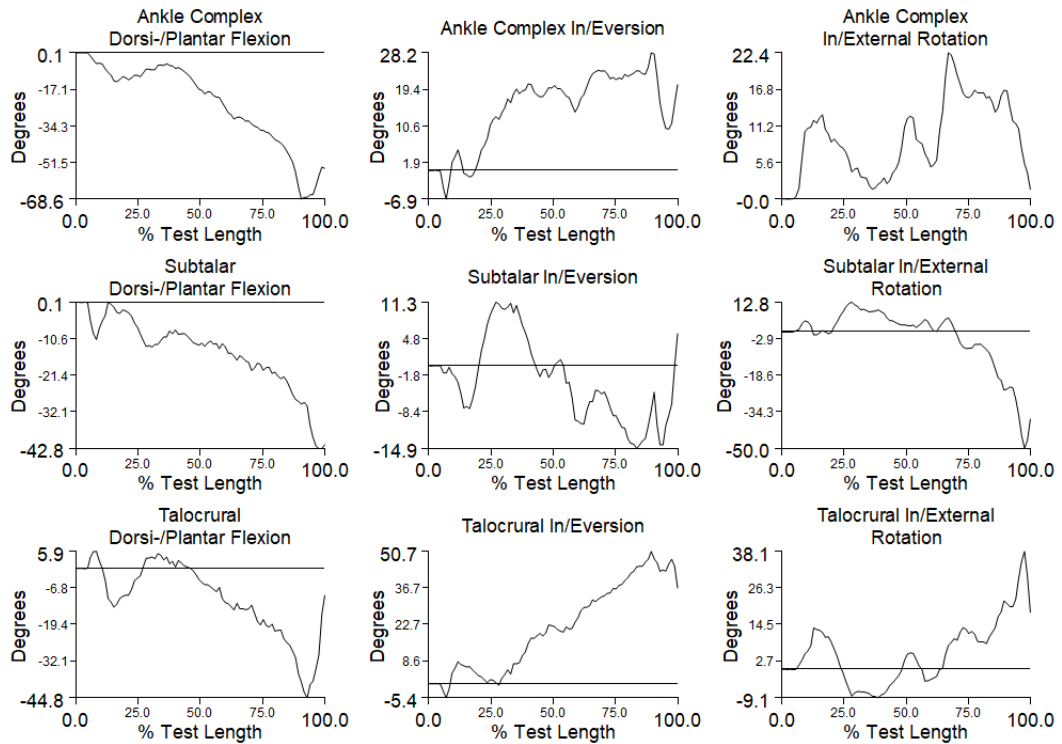 Ankle Complex
Dorsi-/Plantar Flexion
0.1
-17.1
-34.3
-51.5
-68.6
Degrees
0.0 25.0 50.0 75.0 100.0
% Test Length
Ankle Complex In/Eversion
28.2
19.4
10.6
1.9
-6.9
Degrees
0.0 25.0 50.0 75.0 100.0
% Test Length
Ankle Complex
In/External Rotation
22.4
16.8
11.2
5.6
-0.0
Degrees
0.0 25.0 50.0 75.0 100.0
% Test Length
Subtalar
Dorsi-/Plantar Flexion
0.1
-10.6
-21.4
-32.1
-42.8
Degrees
0.0 25.0 50.0 75.0 100.0
% Test Length
Subtalar In/Eversion
11.3
4.8
-1.8
-8.4
-14.9
Degrees
0.0 25.0 50.0 75.0 100.0
% Test Length
Subtalar In/External
Rotation
12.8
-2.9
-18.6
-34.3
-50.0
Degrees
0.0 25.0 50.0 75.0 100.0
% Test Length
Talocrural
Dorsi-/Plantar Flexion
5.9
-6.8
-19.4
-32.1
-44.8
Degrees
0.0 25.0 50.0 75.0 100.0
% Test Length
Talocrural In/Eversion
50.7
36.7
22.7
8.6
-5.4
Degrees
0.0 25.0 50.0 75.0 100.0
% Test Length
Talocrural In/External
Rotation
38.1
26.3
14.5
2.7
-9.1
Degrees
0.0 25.0 50.0 75.0 100.0
% Test Length